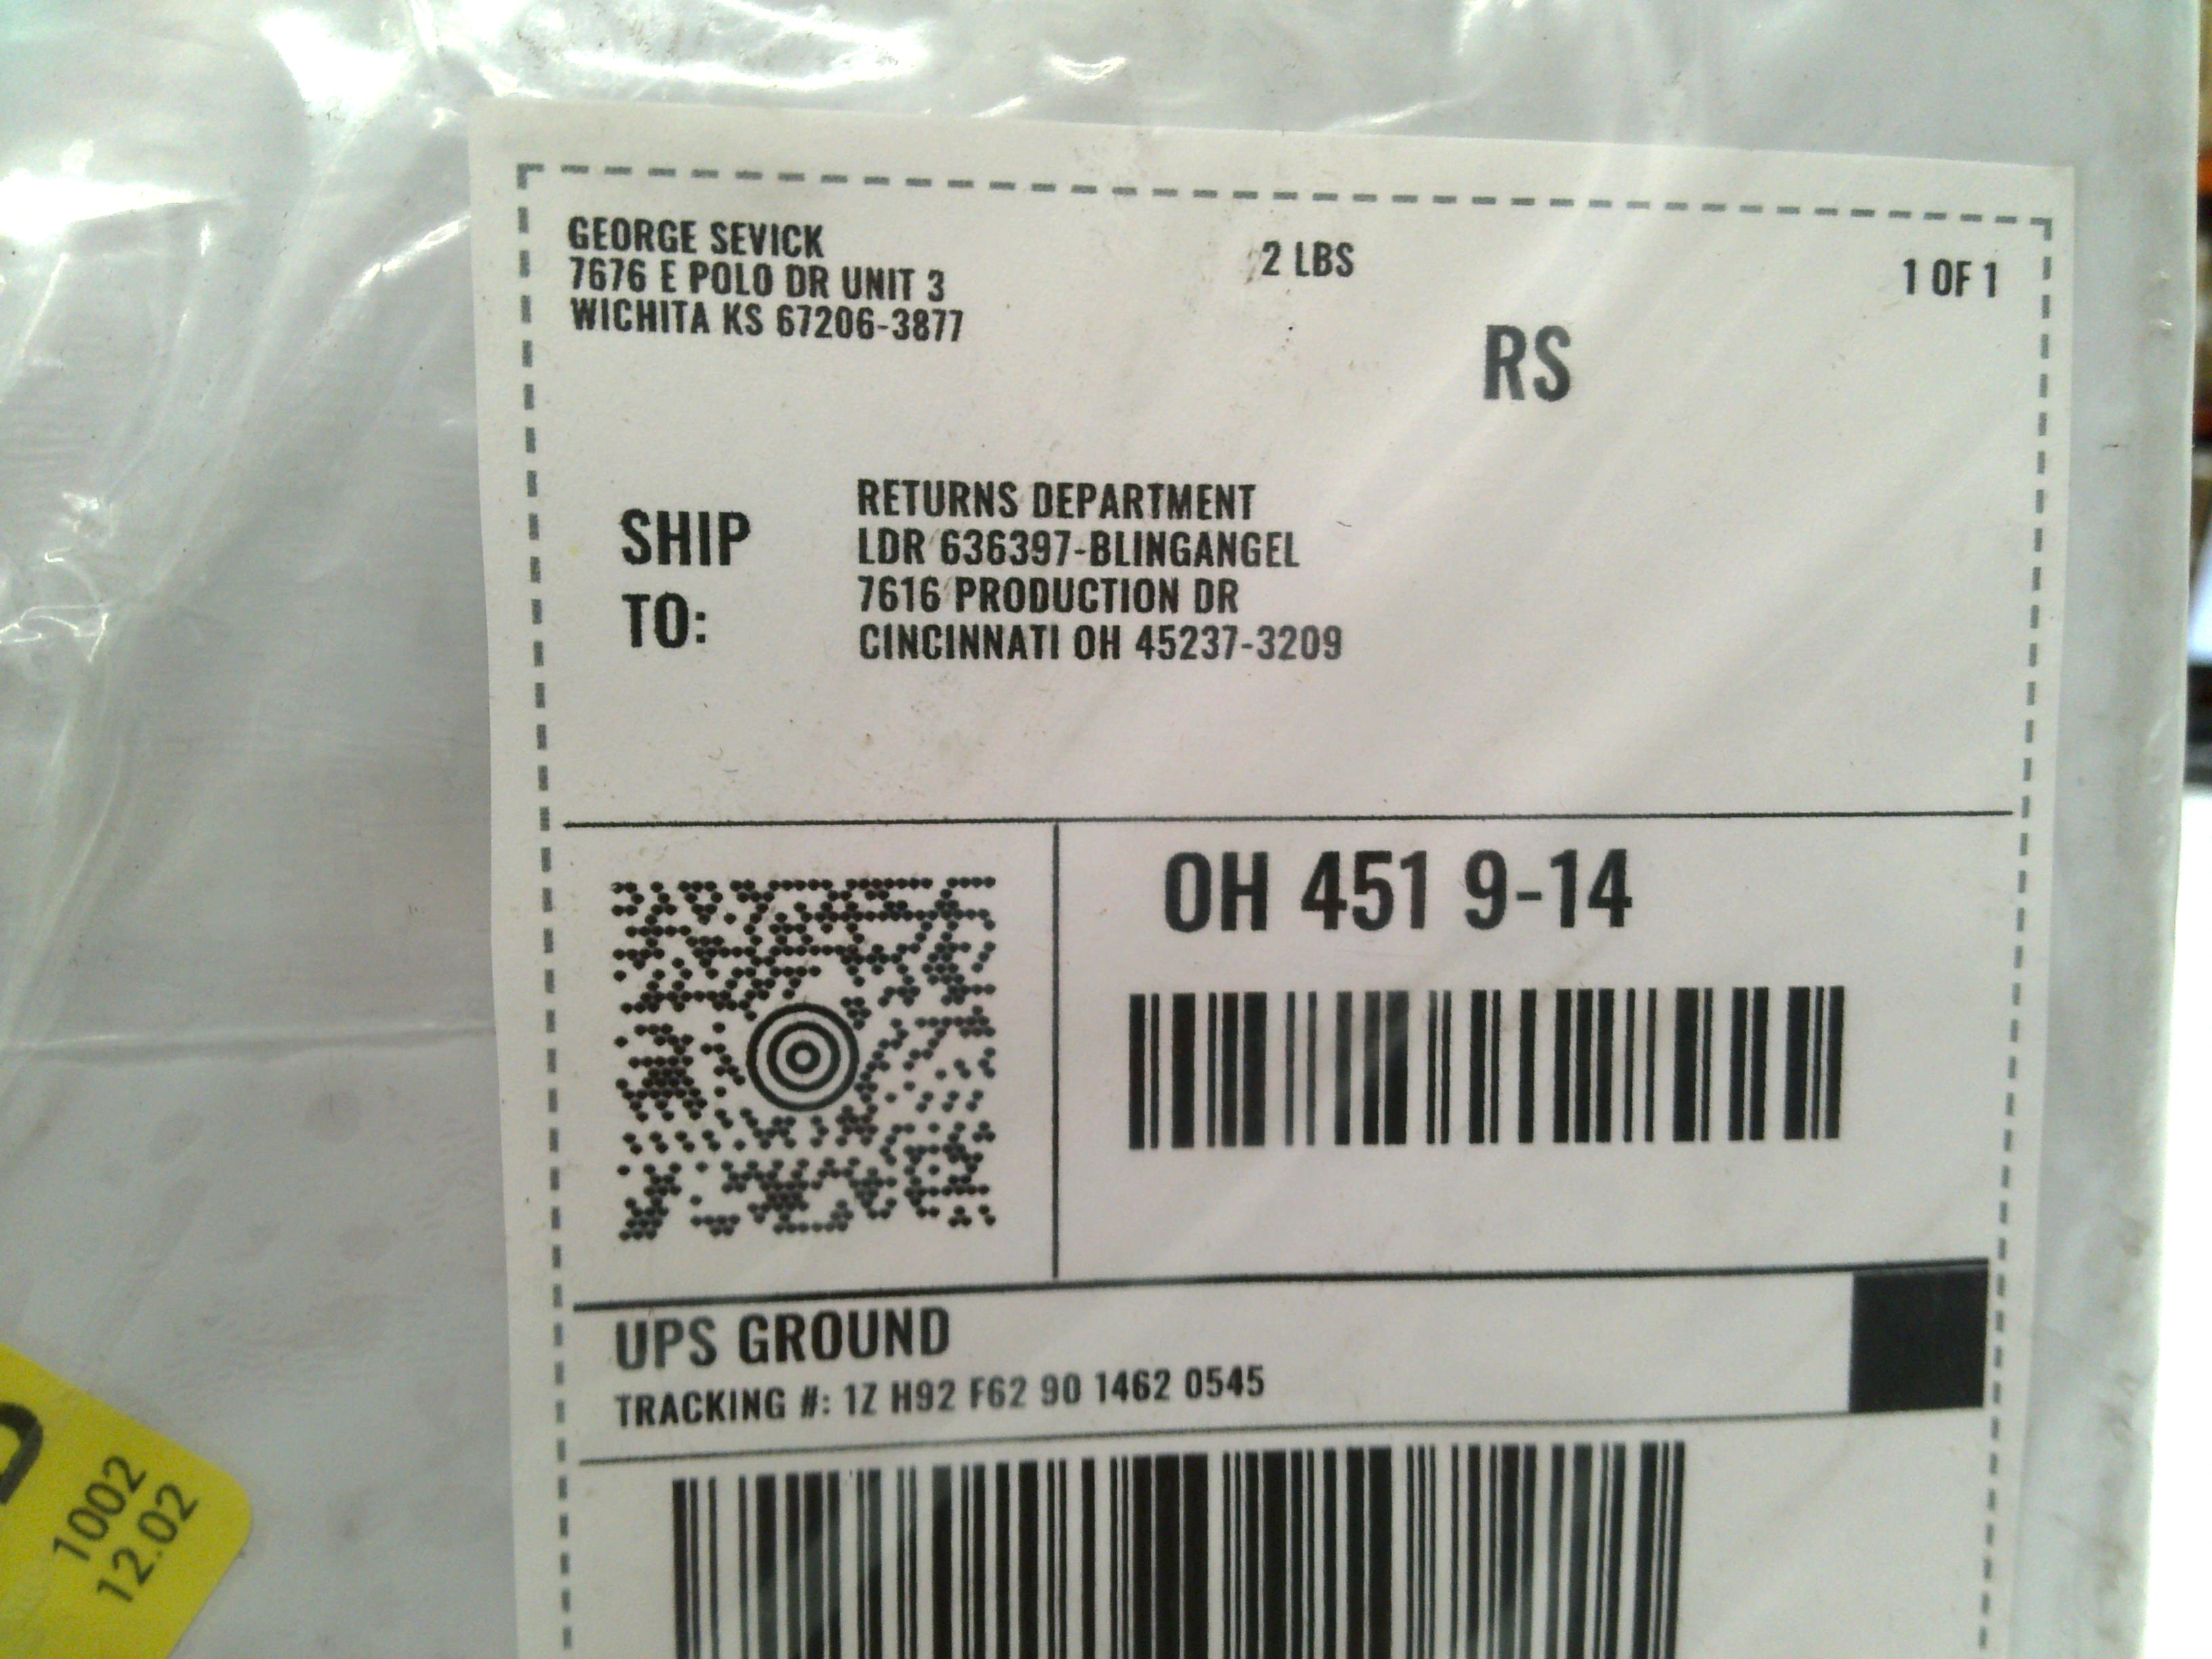 GEORGE SEVICK
7676 E POLO DR UNIT 3
WICHITA KS 67206-3877
2 LBS
1 OF 1
RS
SHIP
TO:
RETURNS DEPARTMENT
LDR 636397-BLINGANGEL
7616 PRODUCTION DR
CINCINNATI OH 45237-3209
OH 451 9-14
UPS GROUND
TRACKING #: 1Z H92 F62 90 1462 0545
1002
12.02